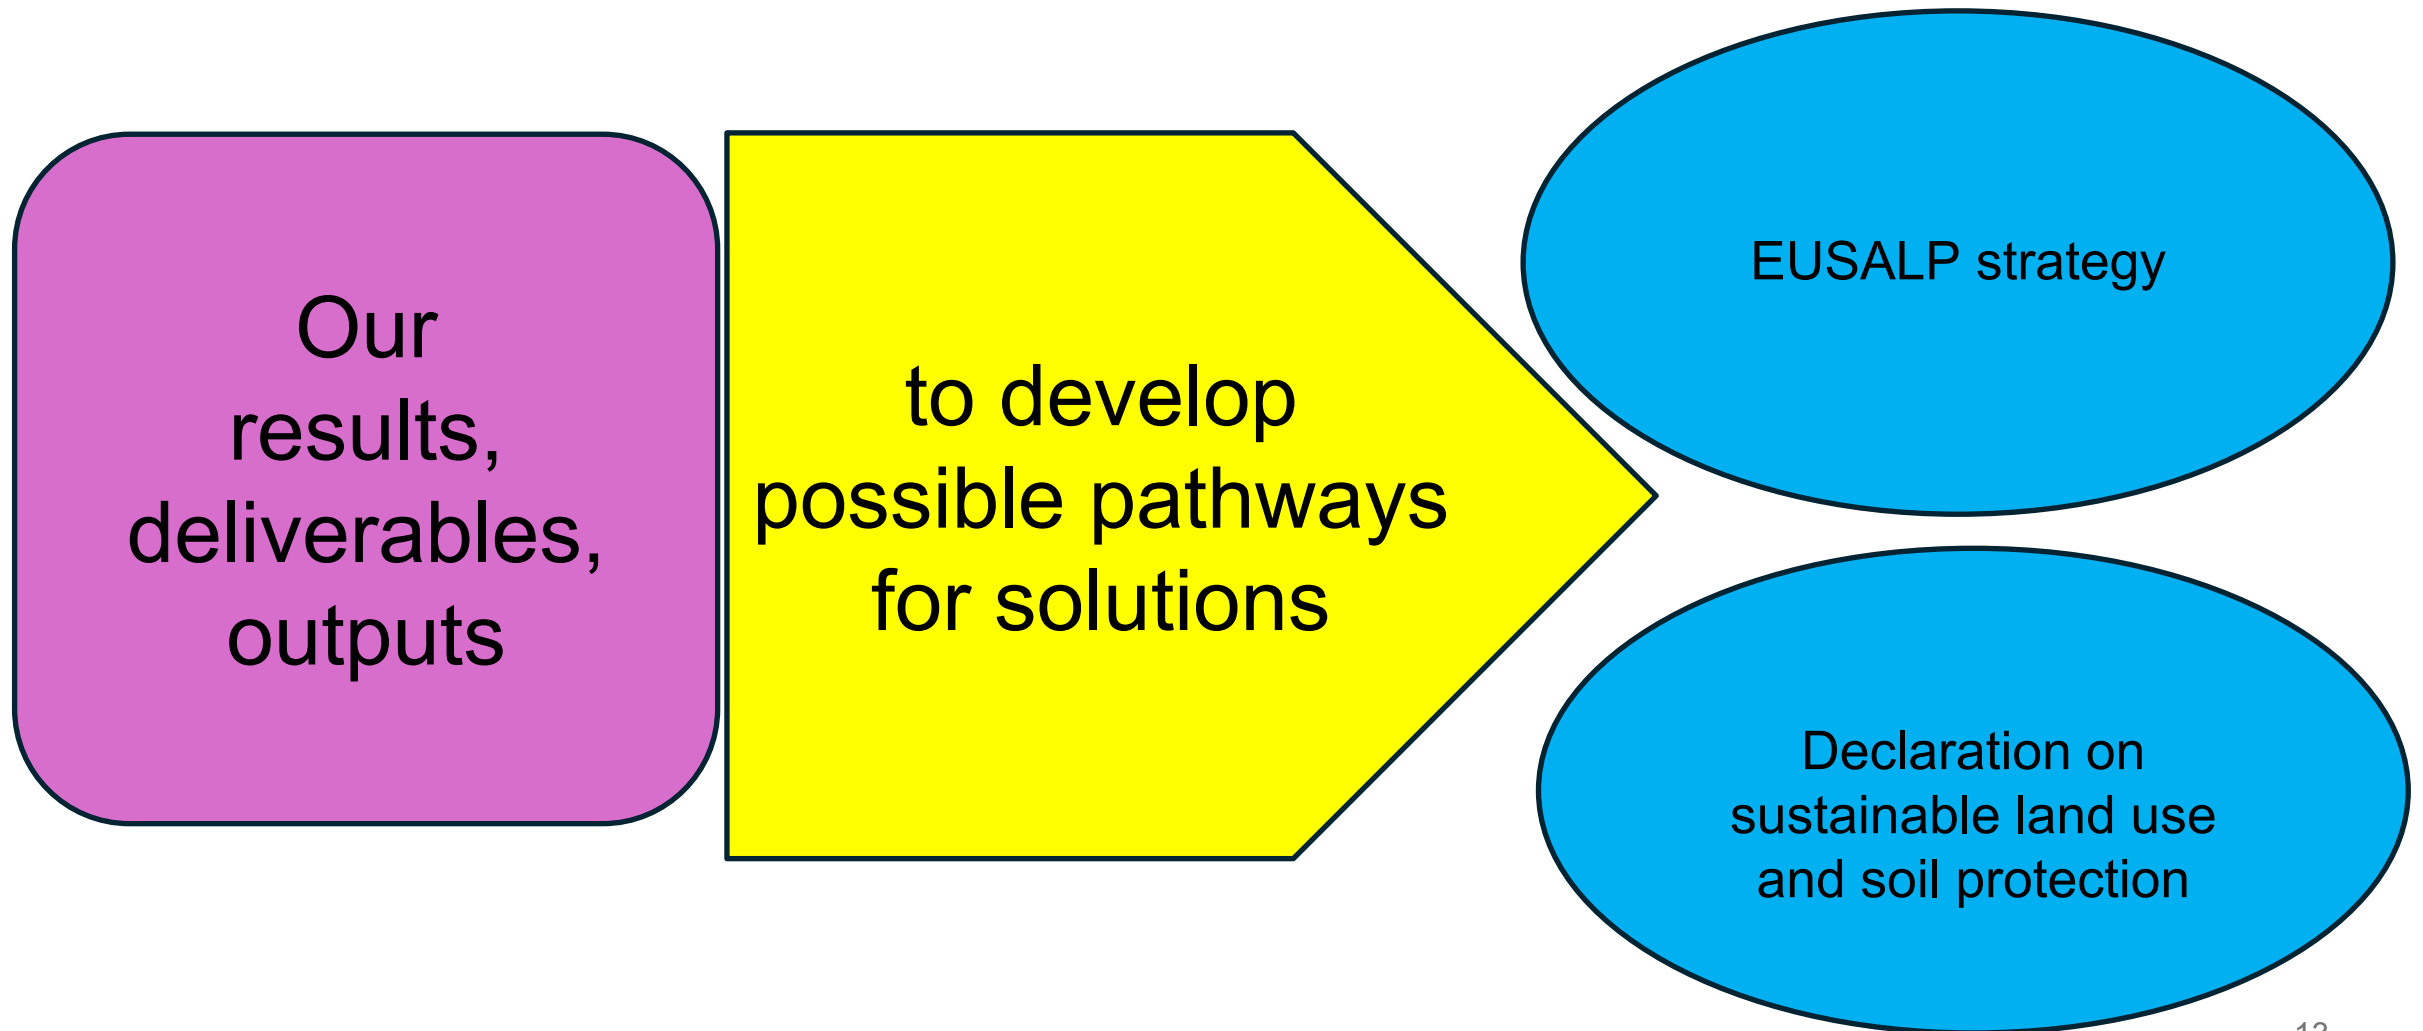 Our
results,
deliverables,
outputs
to develop
possible pathways
for solutions
EUSALP strategy
Declaration on
sustainable land use
and soil protection